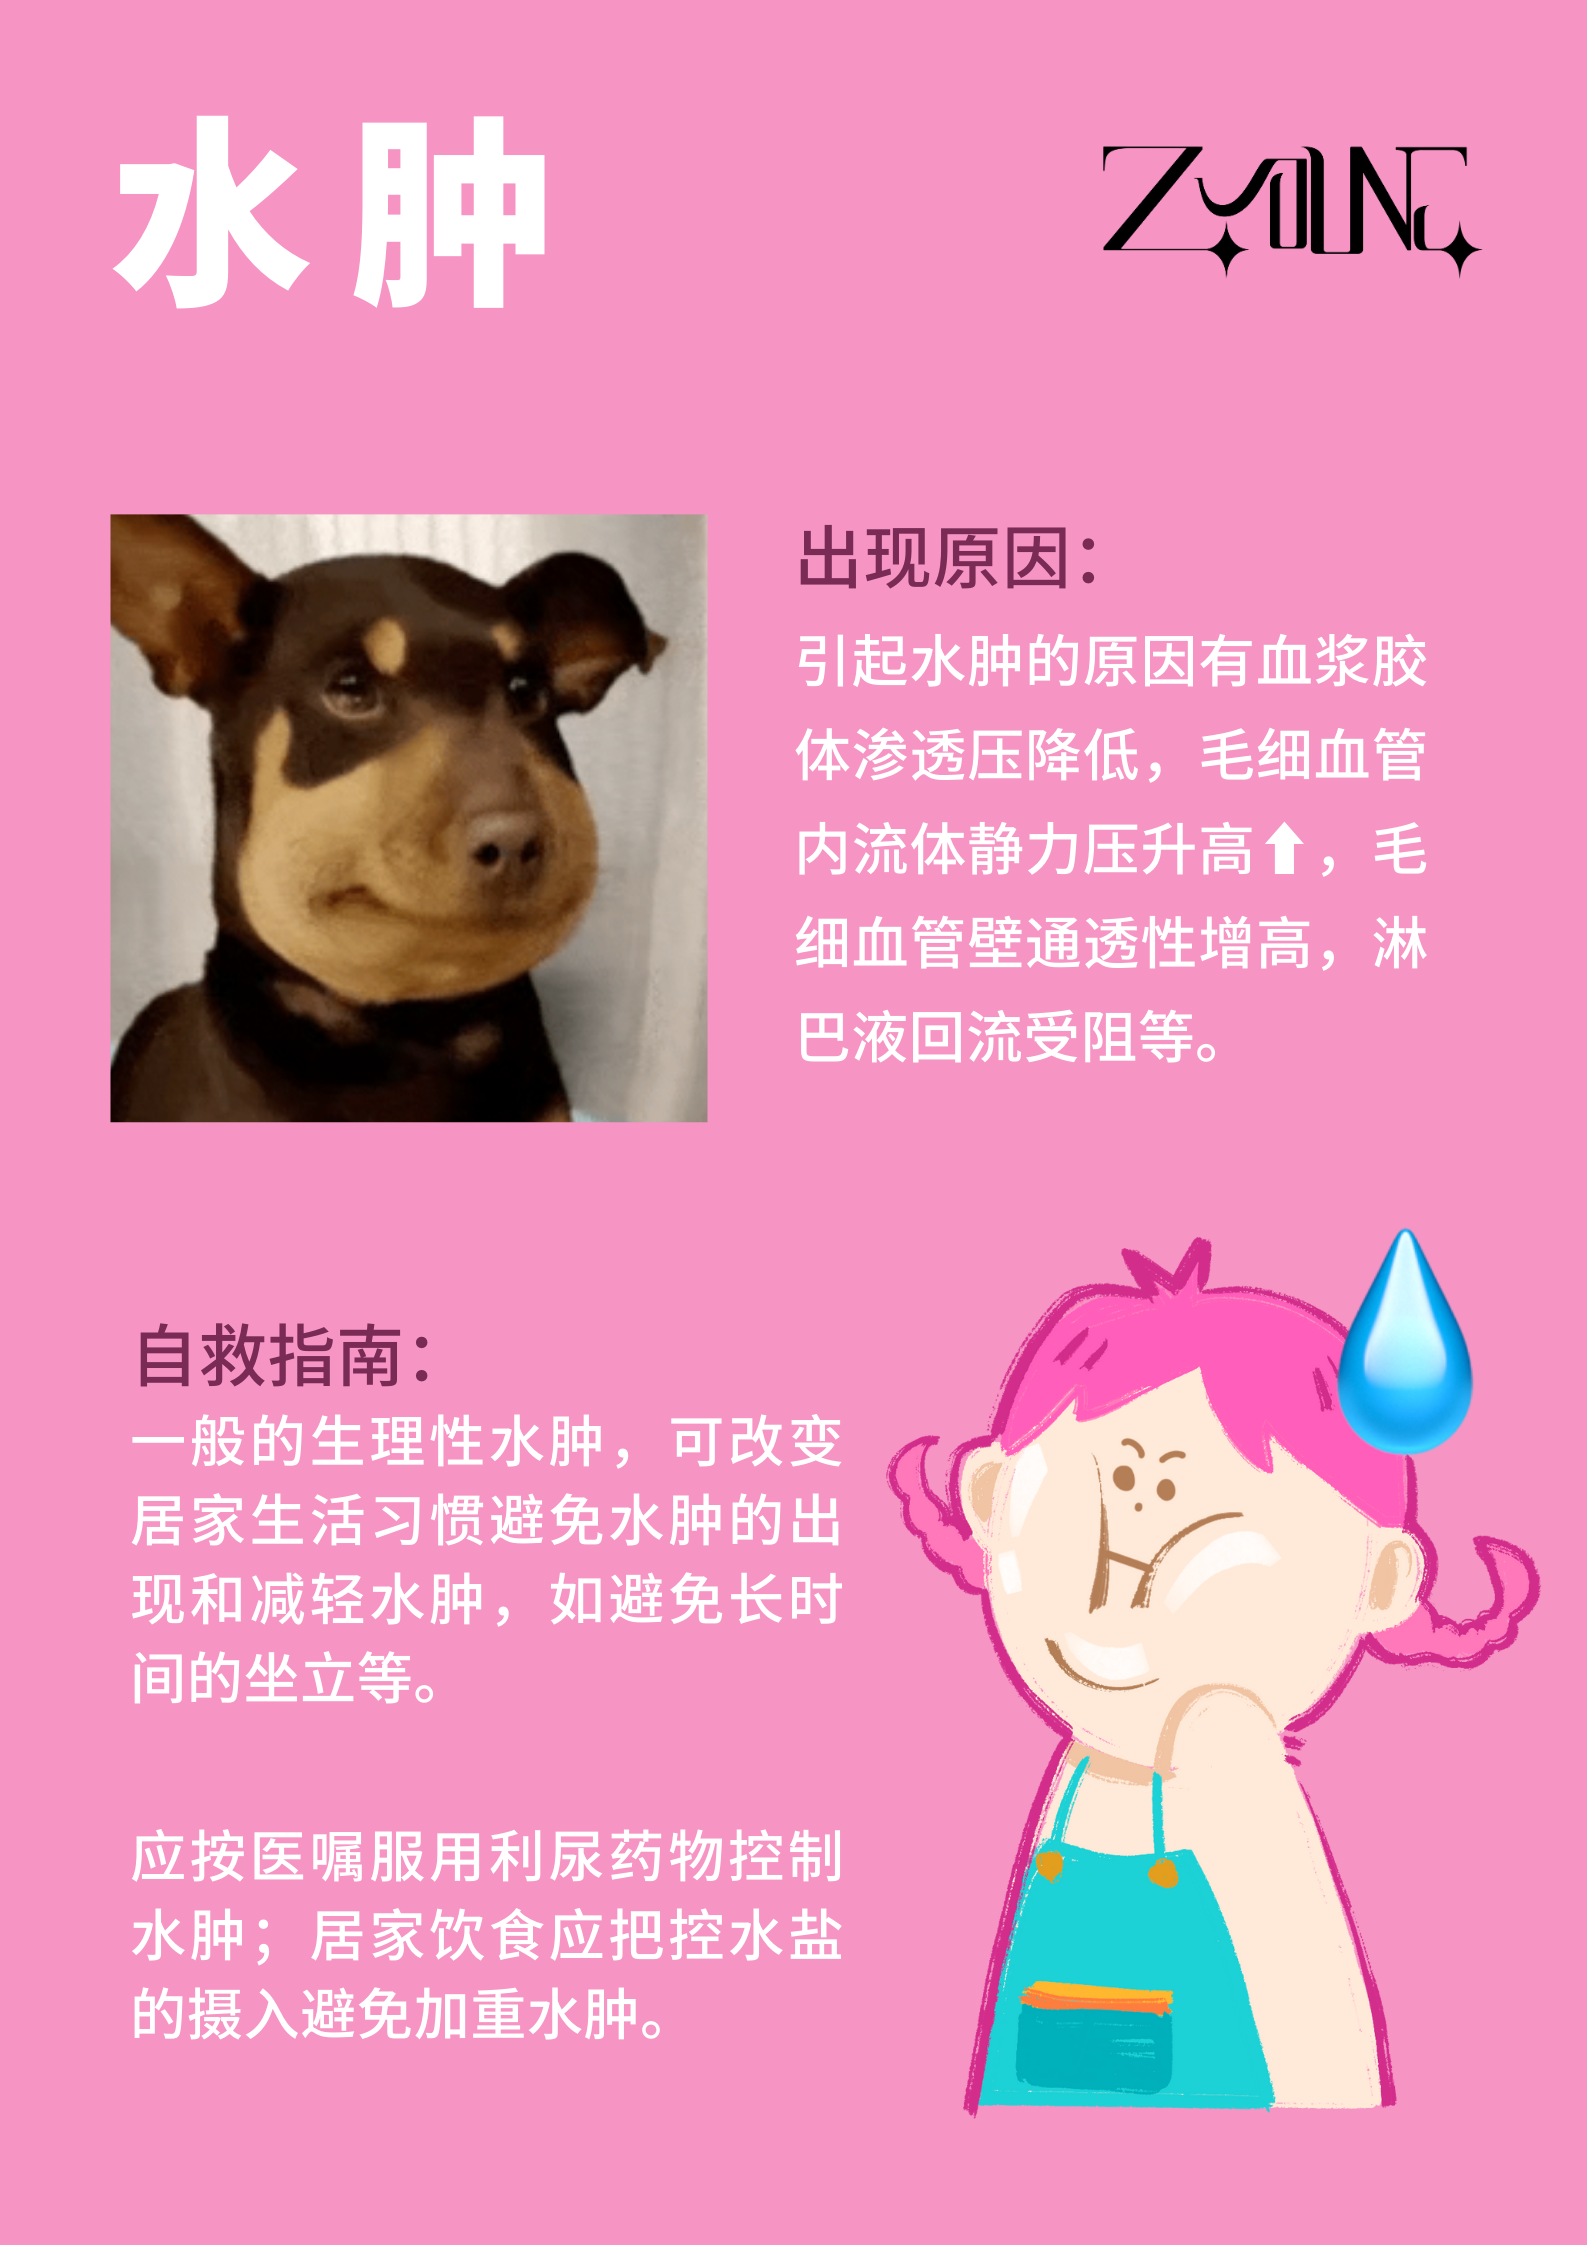 水肿
ZYOUNG
出现原因：
引起水肿的原因有血浆胶
体渗透压降低，毛细血管
内流体静力压升高⬆，毛
细血管壁通透性增高，淋
巴液回流受阻等。
自救指南：
一般的生理性水肿，可改变
居家生活习惯避免水肿的出
现和减轻水肿，如避免长时
间的坐立等。
应按医嘱服用利尿药物控制
水肿；居家饮食应把控水盐
的摄入避免加重水肿。